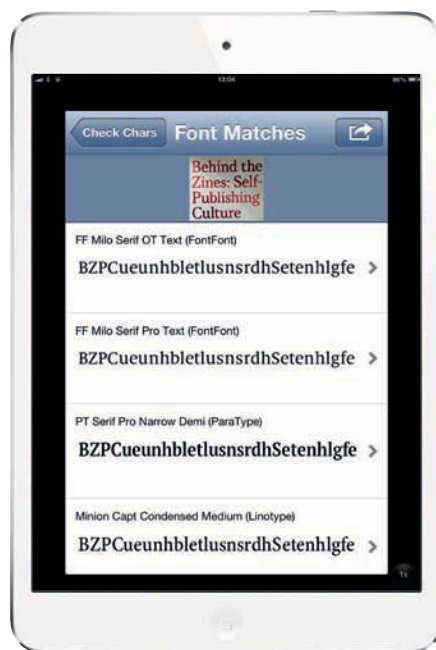 12:04
Check Chars
Font Matches
Behind the
Zines: Self-
Publishing
Culture
FF Milo Serif OT Text (FontFont)
BZPCueunhbletlusnsrdhSetenhlgfe
FF Milo Serif Pro Text (FontFont)
BZPCueunhbletlusnsrdhSetenhlgfe
PT Serif Pro Narrow Demi (ParaType)
BZPCueunhbletlusnsrdhSetenhlgfe
Minion Capt Condensed Medium (Linotype)
BZPCueunhbletlusnsrdhSetenhlgfe
1x